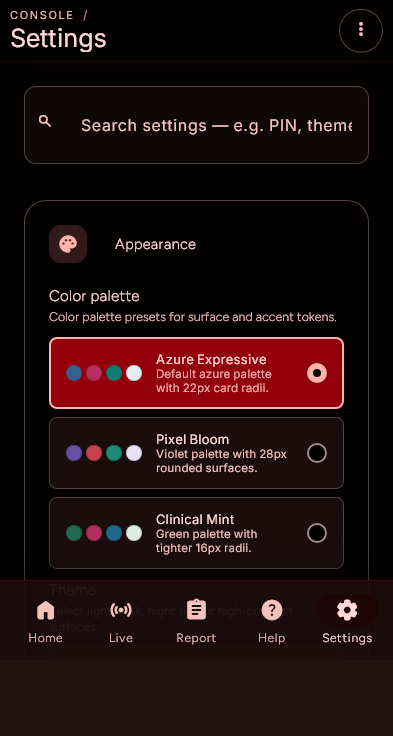 CONSOLE /
Settings
Search settings — e.g. PIN, theme
Appearance
Color palette
Color palette presets for surface and accent tokens.
Azure Expressive
Default azure palette
with 22px card radii.
Pixel Bloom
Violet palette with 28px
rounded surfaces.
Clinical Mint
Green palette with
tighter 16px radii.
Theme
surfaces.
Home
Live
Report
Help
Settings